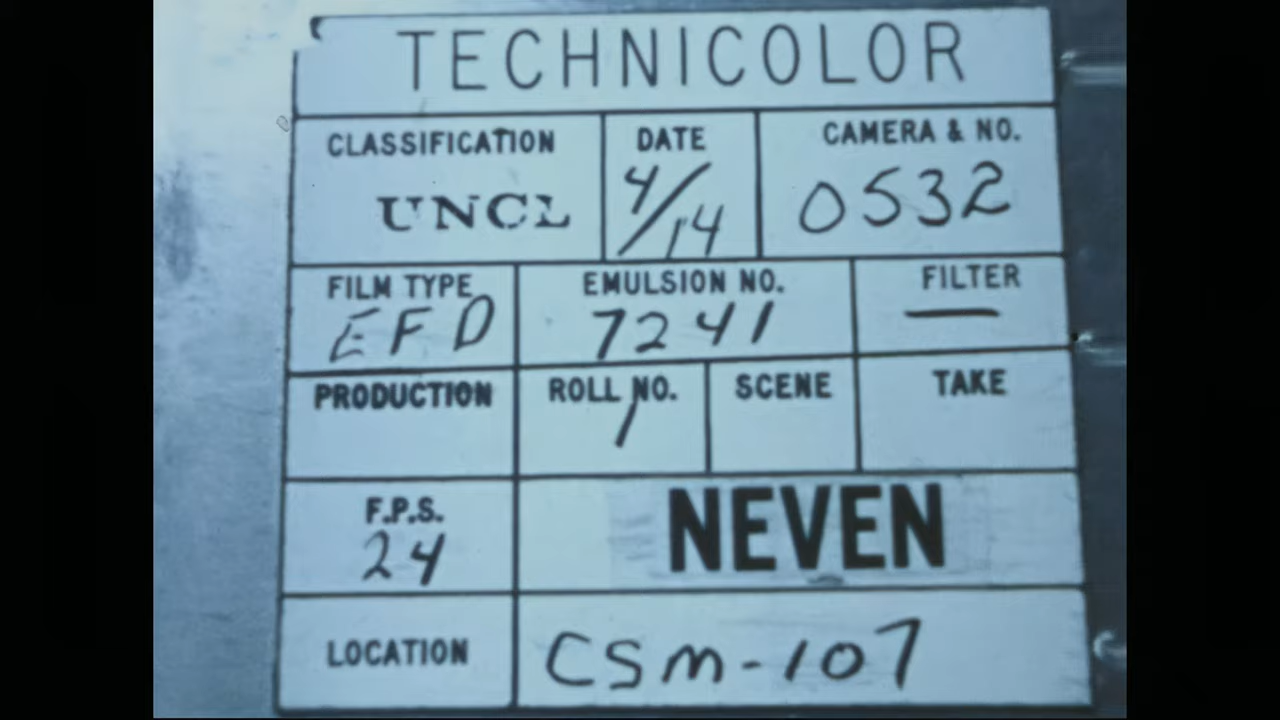 TECHNICOLOR
CLASSIFICATION DATE CAMERA & NO.
UNCL 4/14 0532
FILM TYPE EMULSION NO. FILTER
EFD 7241 —
PRODUCTION ROLL NO. SCENE TAKE
1
F.P.S. NEVEN
24
LOCATION CSM-107